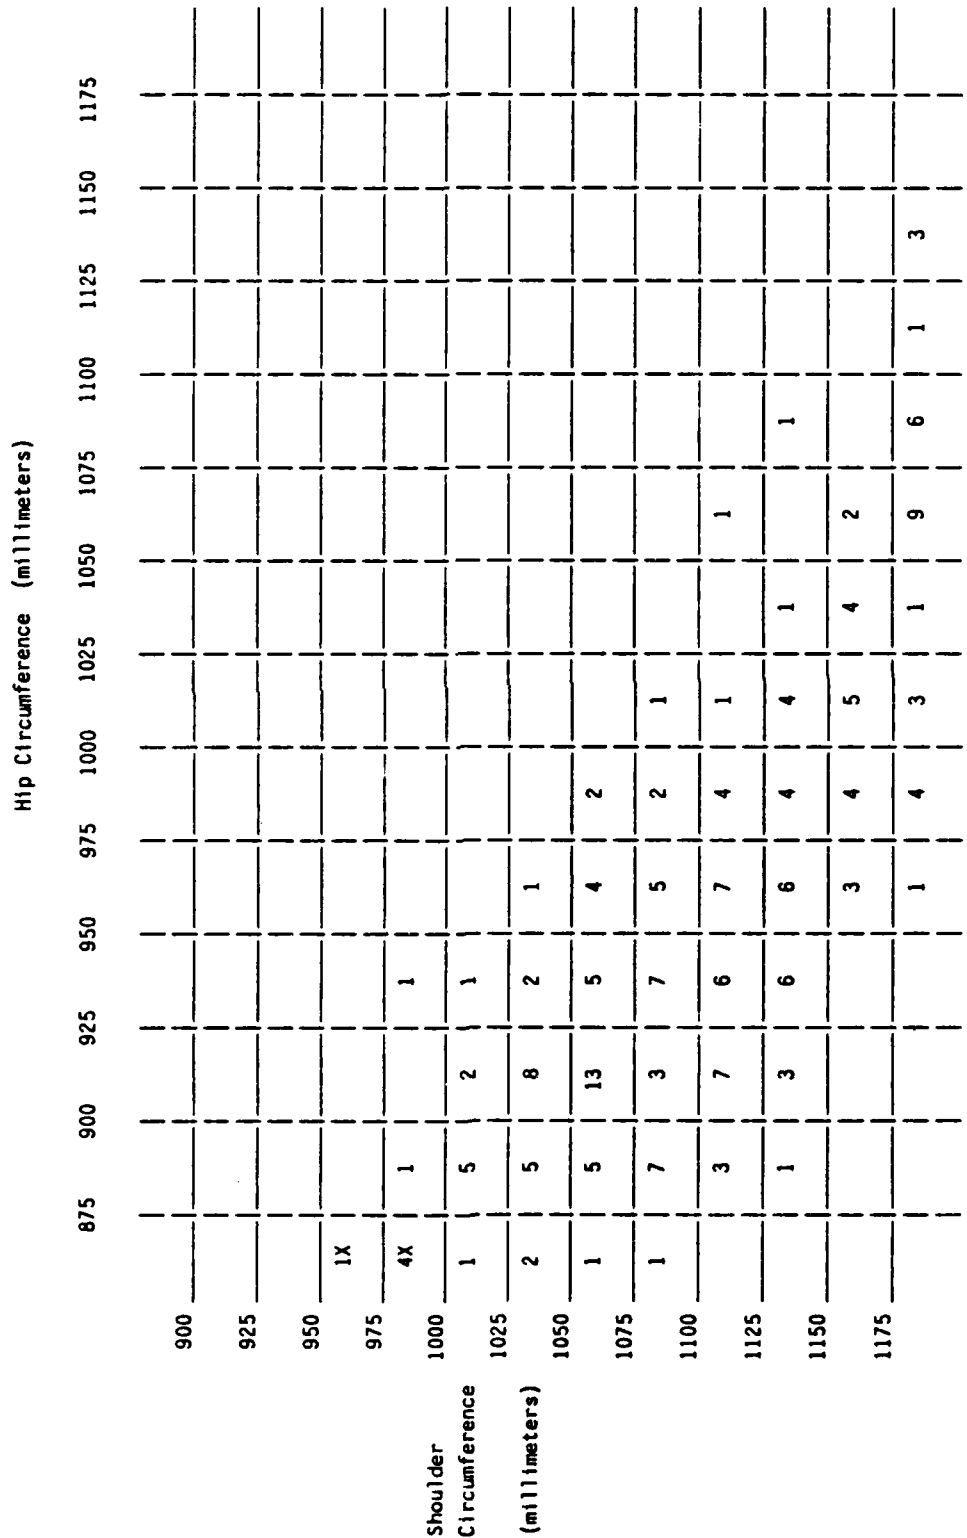 Hip Circumference (millimeters)
875 900 925 950 975 1000 1025 1050 1075 1100 1125 1150 1175
900
925
950
1X
975
4X 1 1
Shoulder 1000
Circumference 1 5 2 1
1025
(millimeters) 2 5 8 2 1
1050
1 5 13 5 4 2
1075
1 7 3 7 5 2 1
1100
3 7 6 7 4 1 1
1125
1 3 6 6 4 4 1 1
1150
3 4 5 4 2
1175
1 4 3 1 9 6 1 3